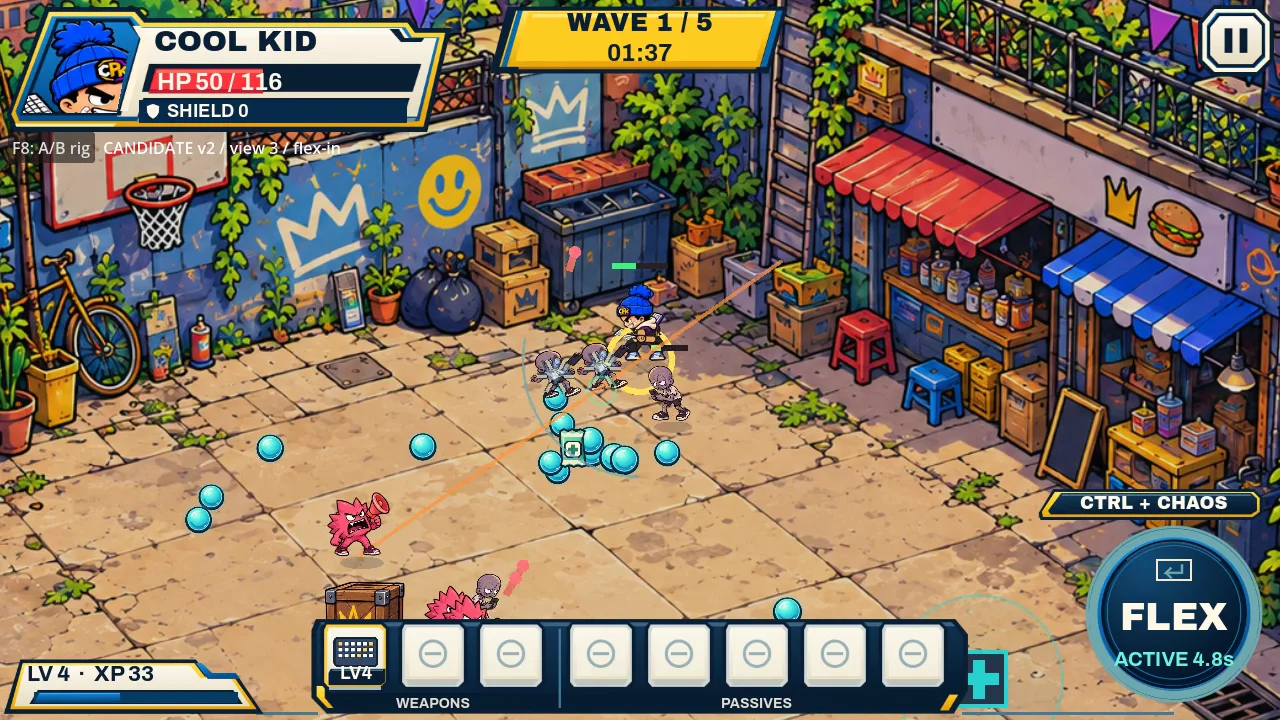 COOL KID
HP 50 / 116
SHIELD 0
F8: A/B rig CANDIDATE v2 / view 3 / flex-in
WAVE 1 / 5
01:37
CTRL + CHAOS
FLEX
ACTIVE 4.8s
LV 4 · XP 33
LV4
WEAPONS
PASSIVES